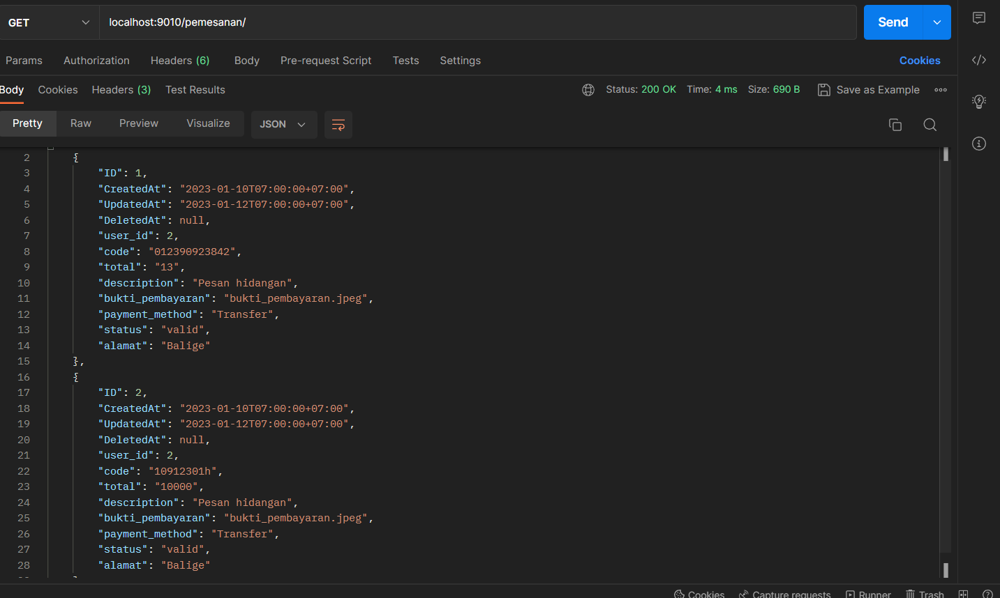 GET
localhost:9010/pemesanan/
Send
Params Authorization Headers (6) Body Pre-request Script Tests Settings Cookies
Body Cookies Headers (3) Test Results Status: 200 OK Time: 4 ms Size: 690 B Save as Example
Pretty Raw Preview Visualize JSON
2 {
3 "ID": 1,
4 "CreatedAt": "2023-01-10T07:00:00+07:00",
5 "UpdatedAt": "2023-01-12T07:00:00+07:00",
6 "DeletedAt": null,
7 "user_id": 2,
8 "code": "012390923842",
9 "total": "13",
10 "description": "Pesan hidangan",
11 "bukti_pembayaran": "bukti_pembayaran.jpeg",
12 "payment_method": "Transfer",
13 "status": "valid",
14 "alamat": "Balige"
15 },
16 {
17 "ID": 2,
18 "CreatedAt": "2023-01-10T07:00:00+07:00",
19 "UpdatedAt": "2023-01-12T07:00:00+07:00",
20 "DeletedAt": null,
21 "user_id": 2,
22 "code": "10912301h",
23 "total": "10000",
24 "description": "Pesan hidangan",
25 "bukti_pembayaran": "bukti_pembayaran.jpeg",
26 "payment_method": "Transfer",
27 "status": "valid",
28 "alamat": "Balige"
Cookies Capture requests Runner Trash